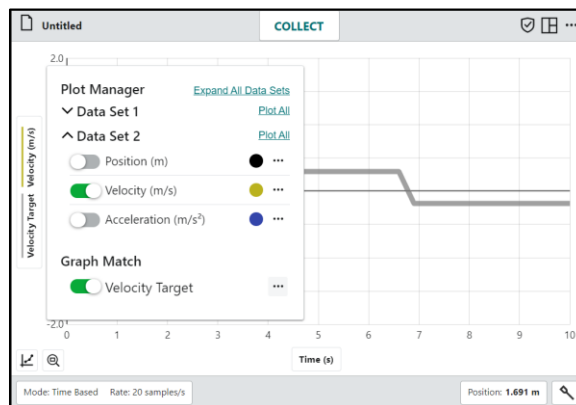 Untitled
COLLECT
2.0
Plot Manager
Expand All Data Sets
Data Set 1
Plot All
Data Set 2
Plot All
Position (m)
Velocity (m/s)
Acceleration (m/s²)
Graph Match
Velocity Target
Velocity Target Velocity (m/s)
-2.0
0 1 2 3 4 5 6 7 8 9 10
Time (s)
Mode: Time Based Rate: 20 samples/s
Position: 1.691 m